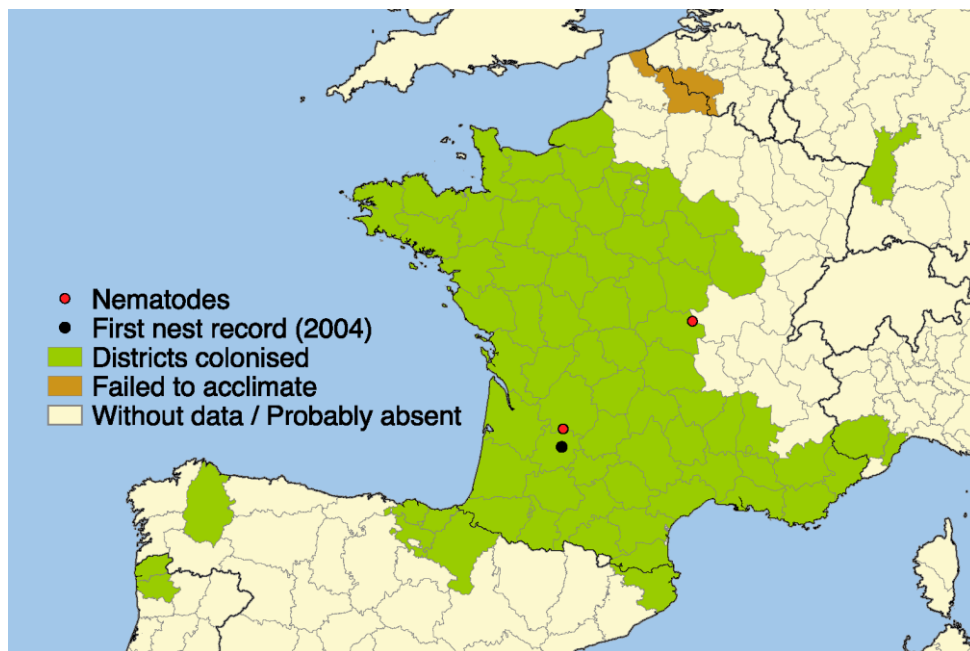 Nematodes
First nest record (2004)
Districts colonised
Failed to acclimate
Without data / Probably absent